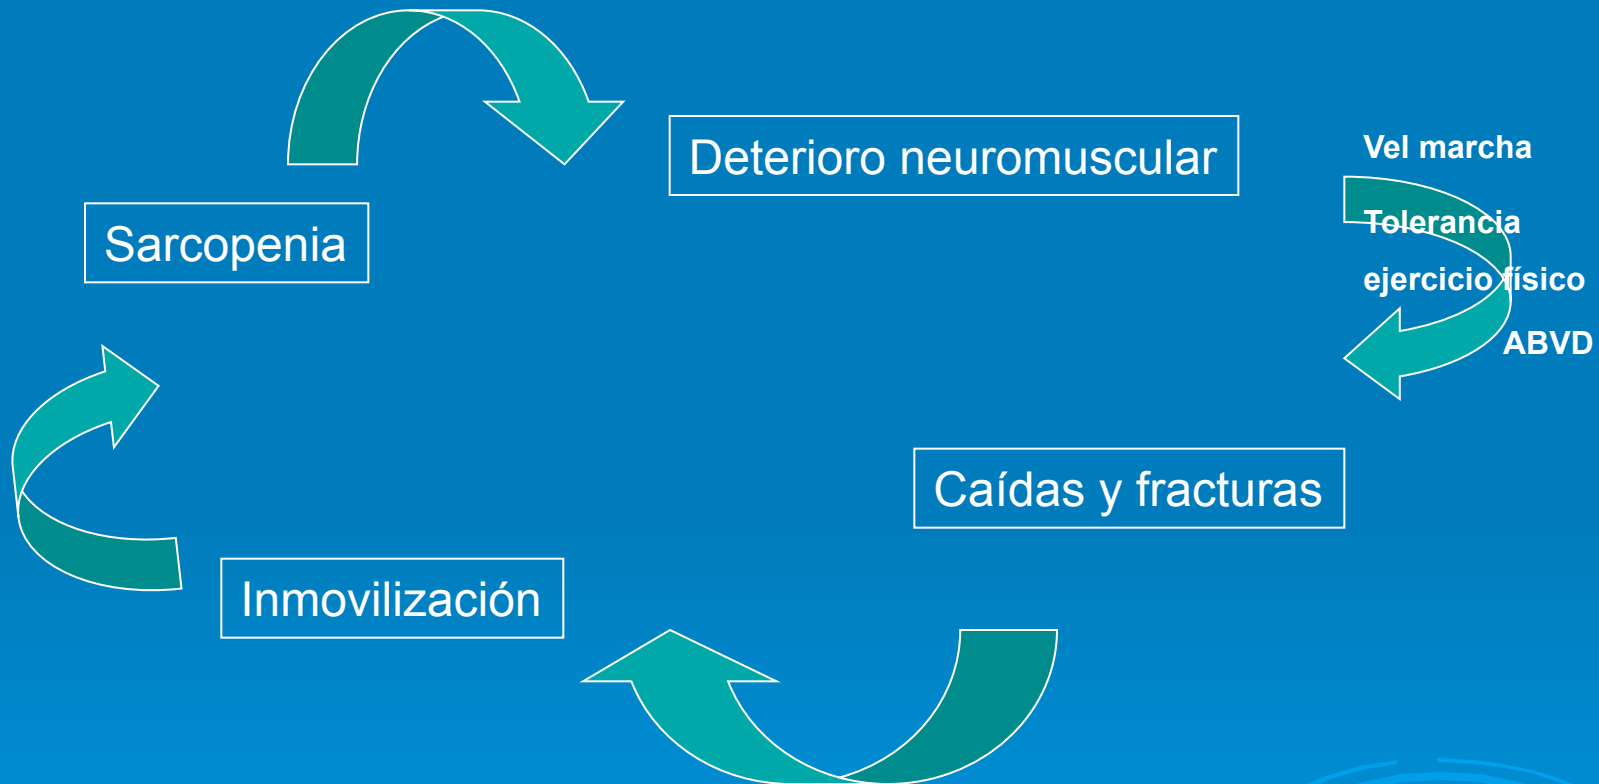 Deterioro neuromuscular
Vel marcha
Tolerancia
ejercicio físico
ABVD
Sarcopenia
Caídas y fracturas
Inmovilización